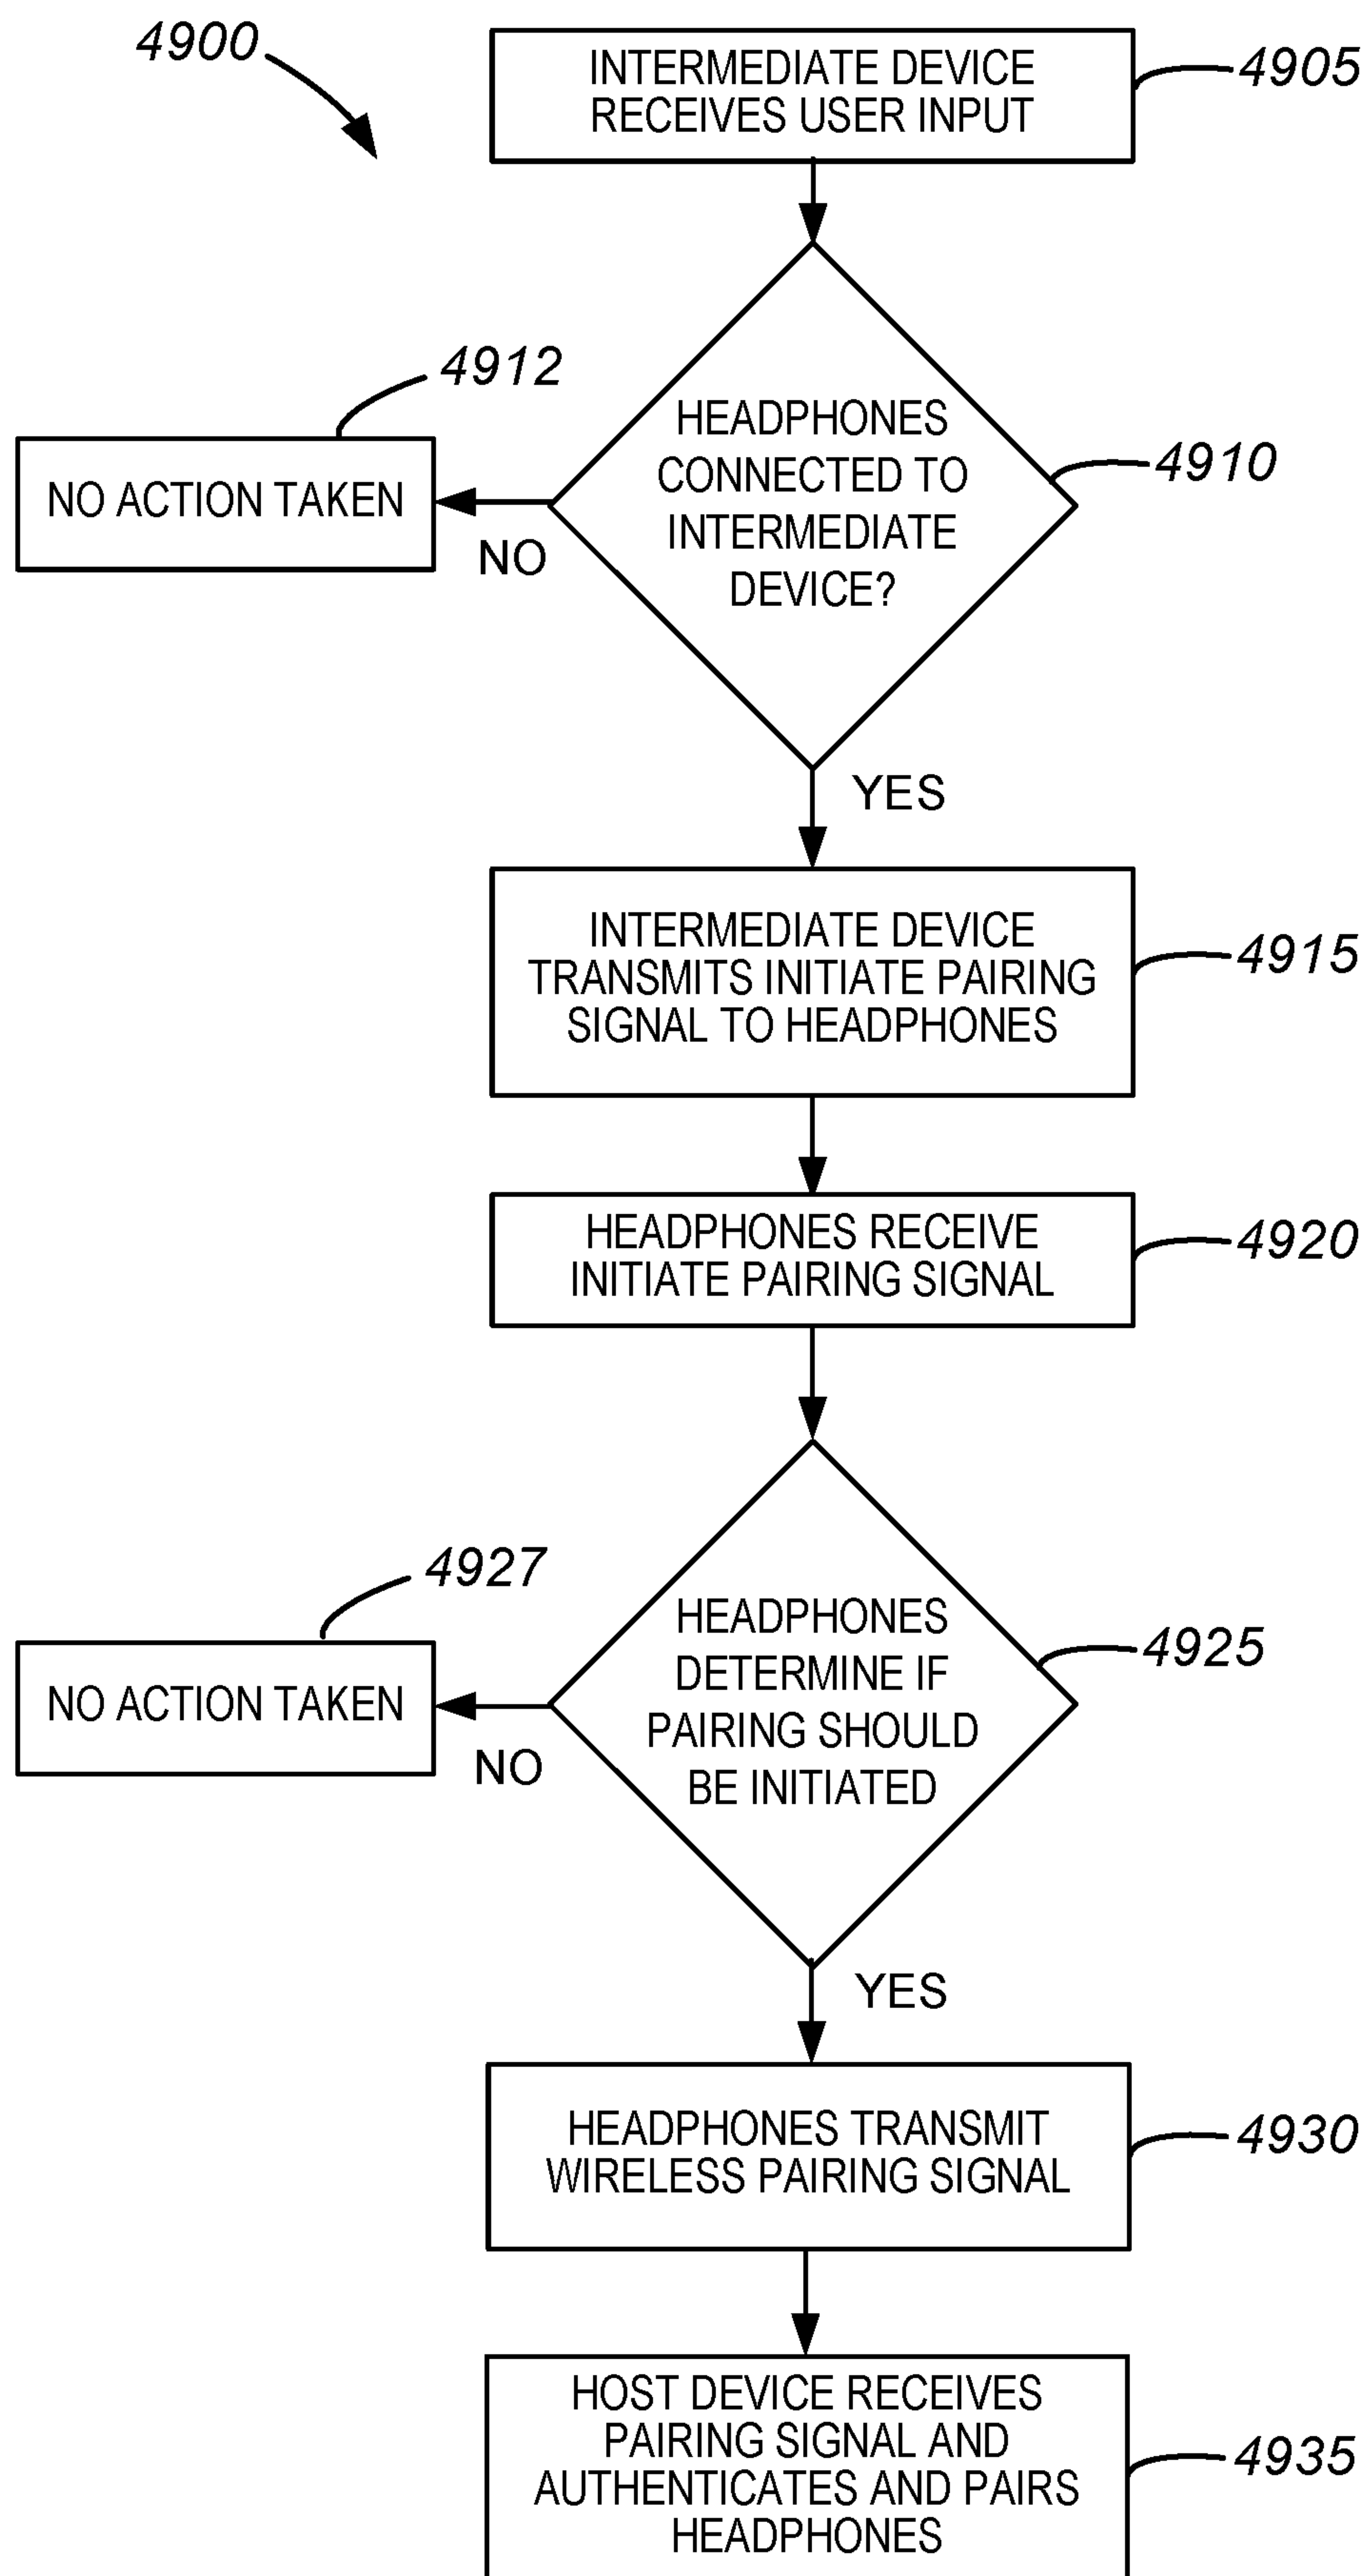 4900
INTERMEDIATE DEVICE
RECEIVES USER INPUT
4905
4912
NO ACTION TAKEN
NO
HEADPHONES
CONNECTED TO
INTERMEDIATE
DEVICE?
4910
YES
INTERMEDIATE DEVICE
TRANSMITS INITIATE PAIRING
SIGNAL TO HEADPHONES
4915
HEADPHONES RECEIVE
INITIATE PAIRING SIGNAL
4920
4927
NO ACTION TAKEN
NO
HEADPHONES
DETERMINE IF
PAIRING SHOULD
BE INITIATED
4925
YES
HEADPHONES TRANSMIT
WIRELESS PAIRING SIGNAL
4930
HOST DEVICE RECEIVES
PAIRING SIGNAL AND
AUTHENTICATES AND PAIRS
HEADPHONES
4935